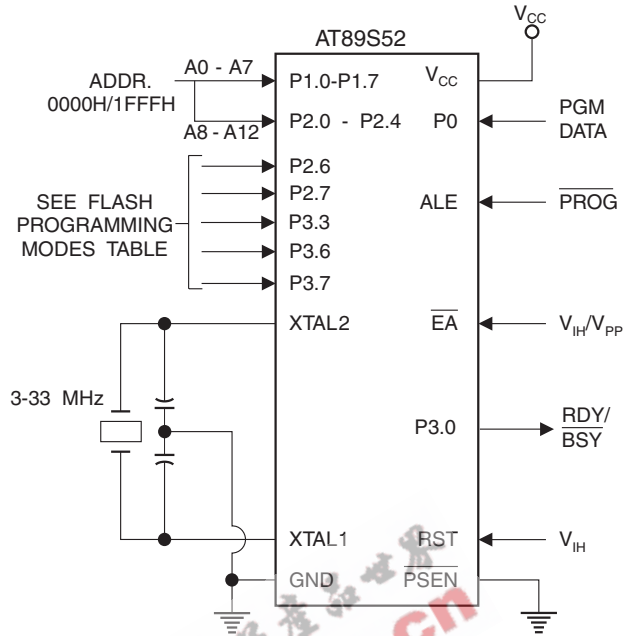 AT89S52
VCC
ADDR.
0000H/1FFFH
A0 - A7
A8 - A12
P1.0-P1.7
VCC
P2.0 - P2.4
P0
PGM
DATA
P2.6
P2.7
P3.3
P3.6
P3.7
SEE FLASH
PROGRAMMING
MODES TABLE
ALE
PROG
XTAL2
EA
VIH/VPP
3-33 MHz
P3.0
RDY/
BSY
XTAL1
RST
VIH
GND
PSEN
cn